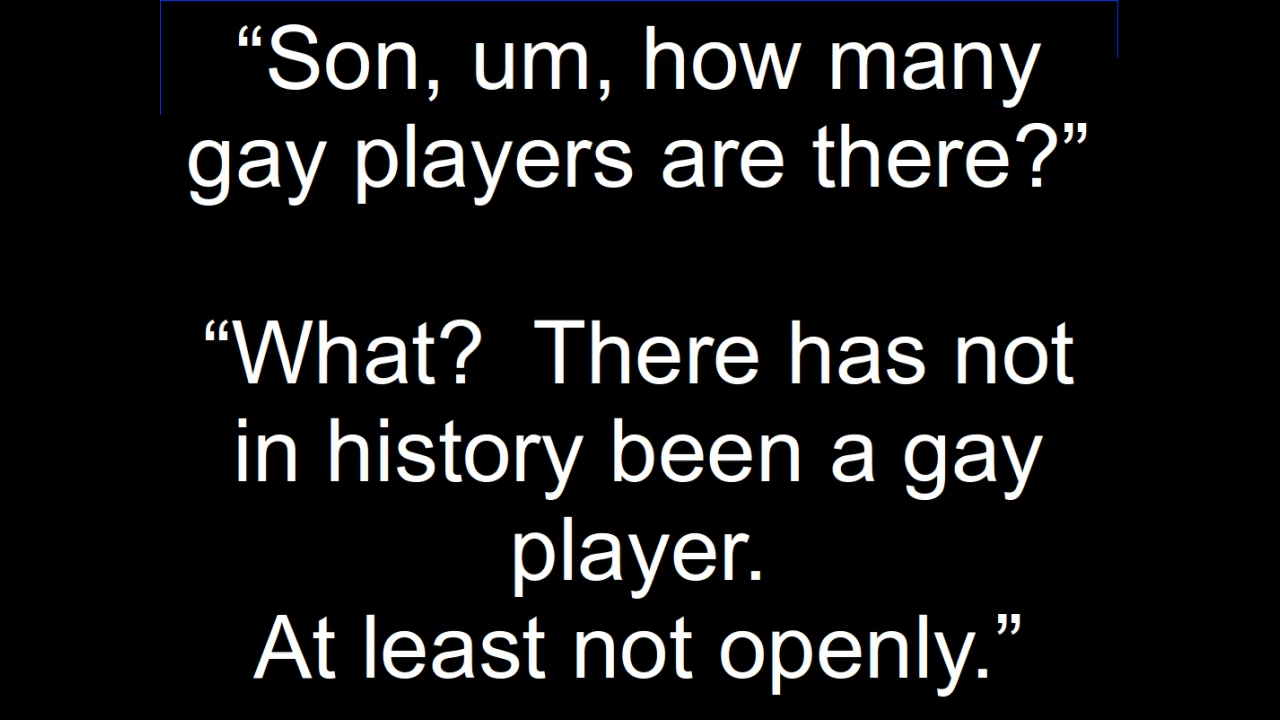 “Son, um, how many
gay players are there?”
“What?  There has not
in history been a gay
player.
At least not openly.”